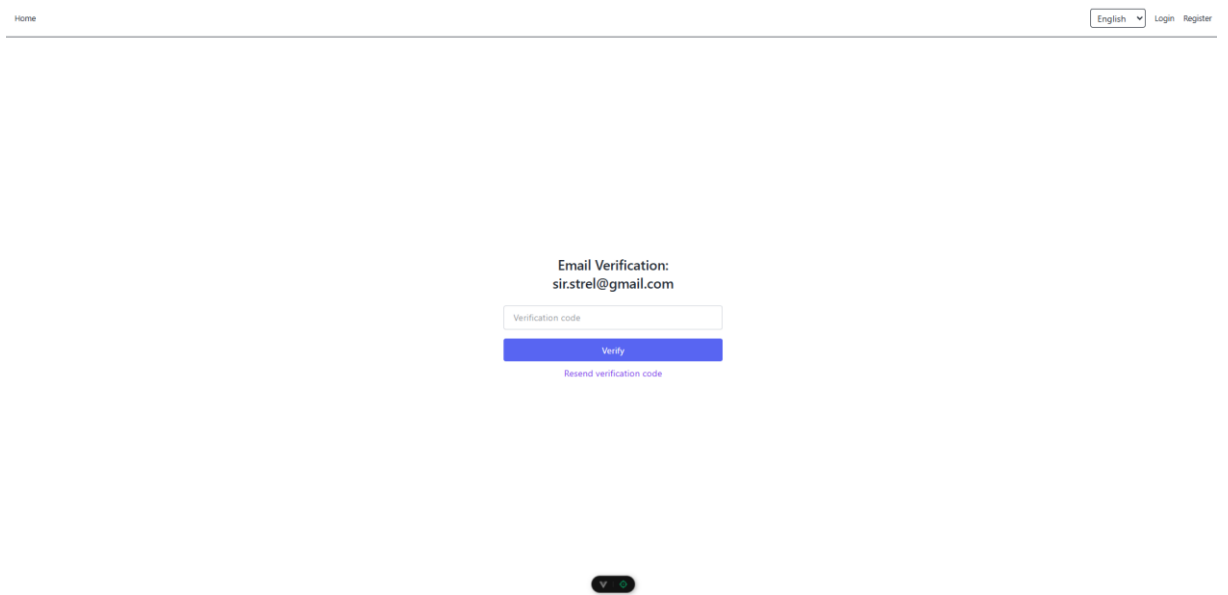 Home
English
Login
Register
Email Verification:
sir.strel@gmail.com
Verification code
Verify
Resend verification code